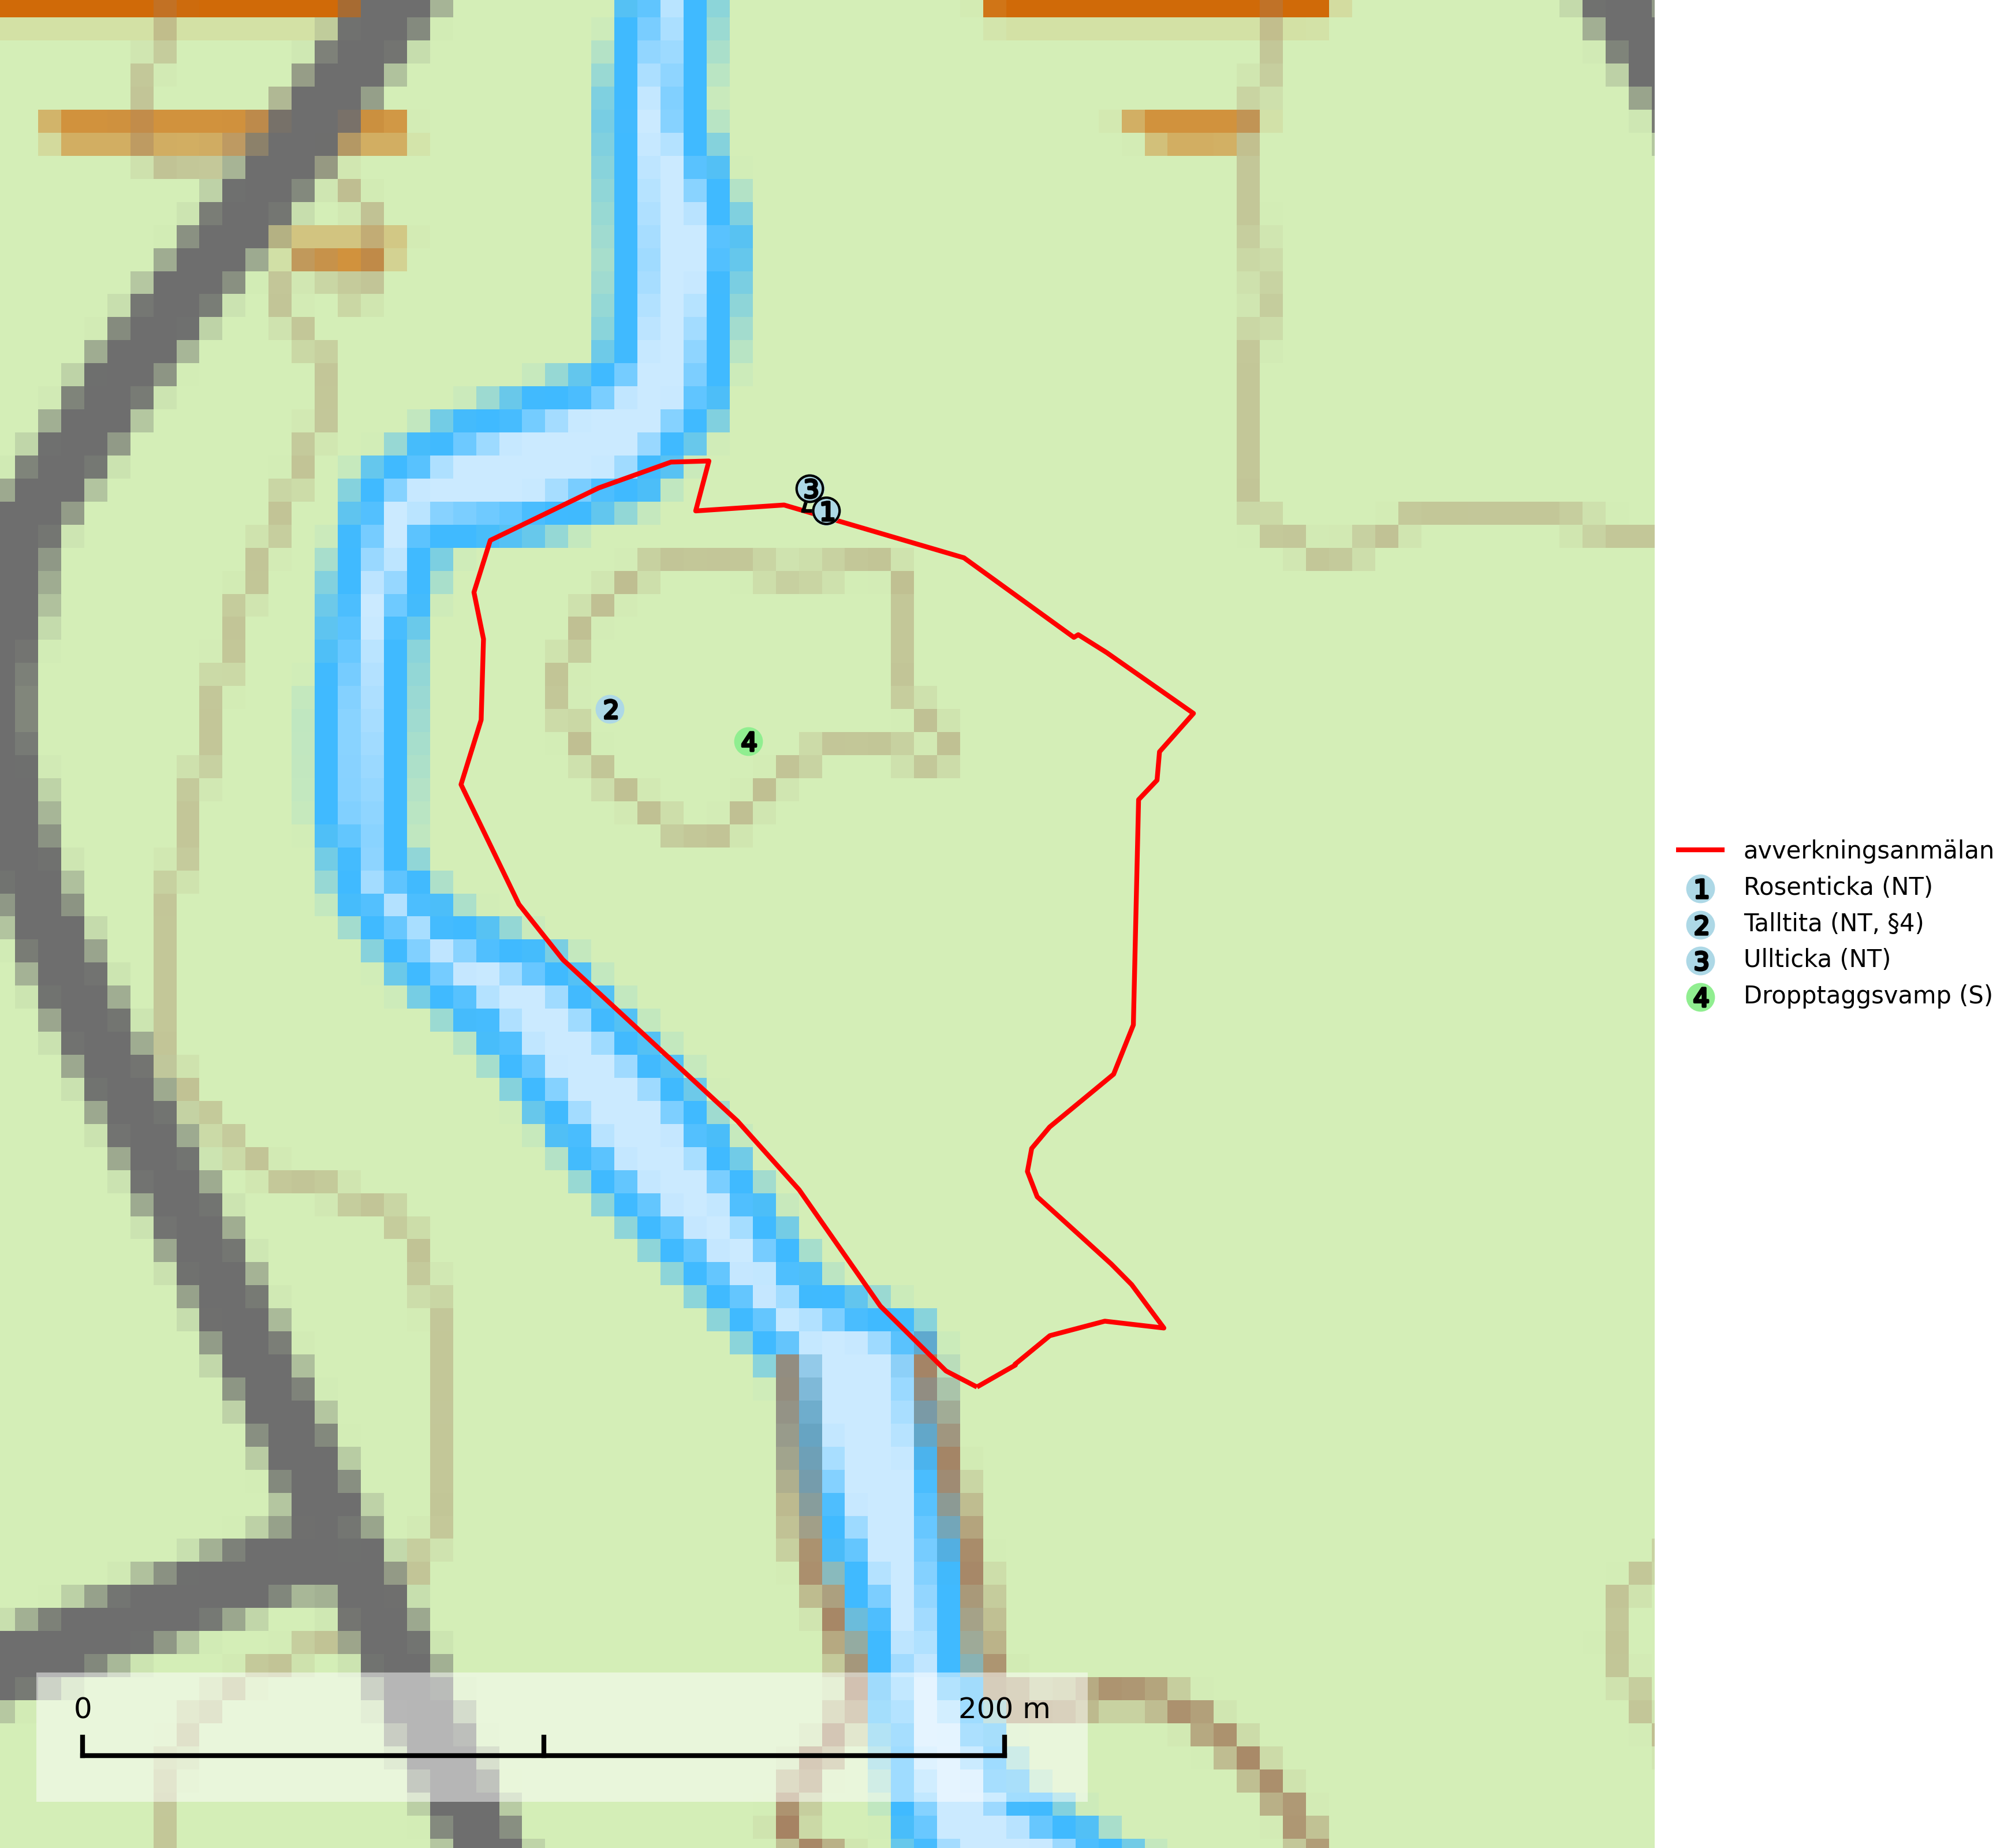 3
1
2
4
avverkningsanmälan
1 Rosenticka (NT)
2 Talltita (NT, §4)
3 Ullticka (NT)
4 Dropptaggsvamp (S)
0 200 m